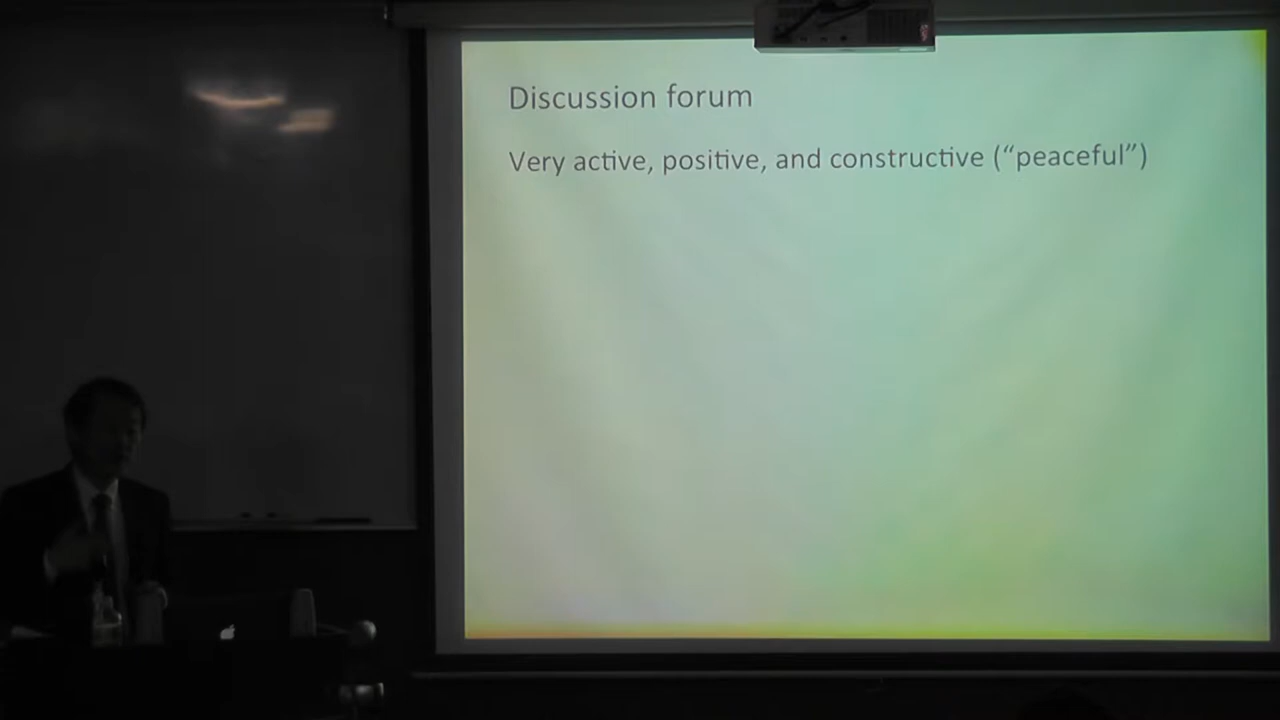 Discussion forum
Very active, positive, and constructive (“peaceful”)